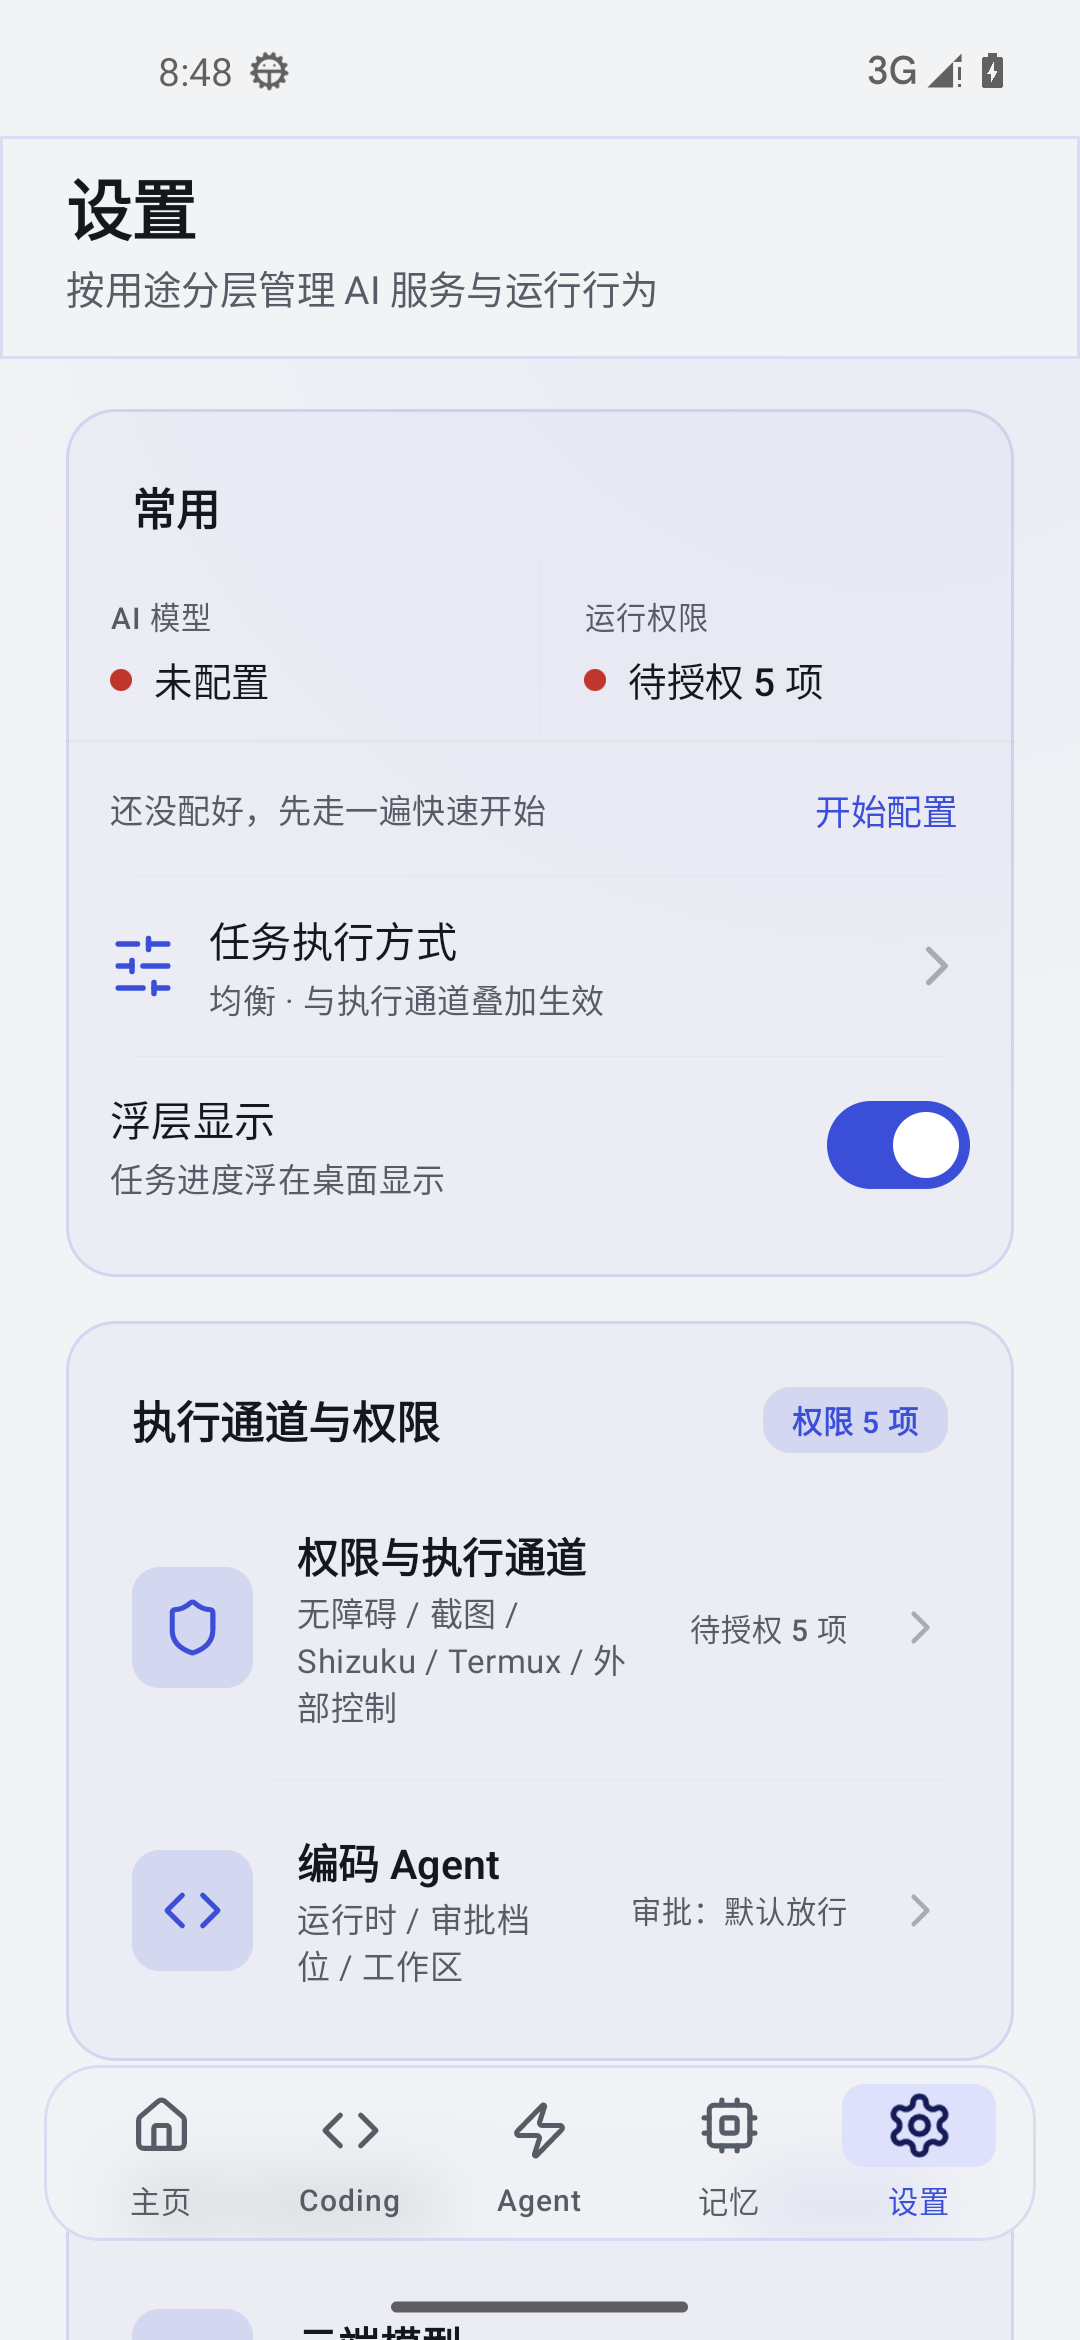 8:48
3G
设置
按用途分层管理 AI 服务与运行行为
常用
AI 模型
未配置
运行权限
待授权 5 项
还没配好，先走一遍快速开始
开始配置
任务执行方式
均衡 · 与执行通道叠加生效
浮层显示
任务进度浮在桌面显示
执行通道与权限
权限 5 项
权限与执行通道
无障碍 / 截图 /
Shizuku / Termux / 外
部控制
待授权 5 项
编码 Agent
运行时 / 审批档
位 / 工作区
审批：默认放行
主页
Coding
Agent
记忆
设置